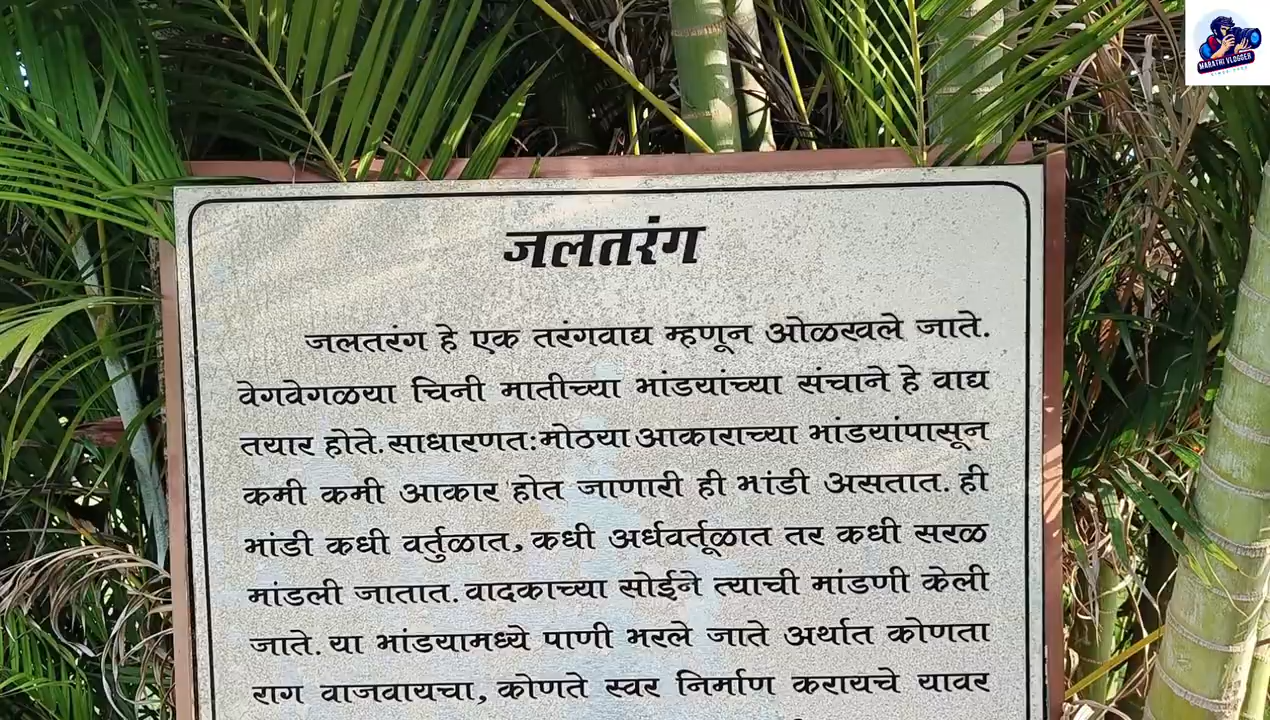 MARATHI VLOGGER
जलतरंग
जलतरंग हे एक तरंगवाद्य म्हणून ओळखले जाते.
वेगवेगळया चिनी मातीच्या भांडयांच्या संचाने हे वाद्य
तयार होते. साधारणत:मोठया आकाराच्या भांडयांपासून
कमी कमी आकार होत जाणारी ही भांडी असतात. ही
भांडी कधी वर्तुळात, कधी अर्धवर्तूळात तर कधी सरळ
मांडली जातात. वादकाच्या सोईने त्याची मांडणी केली
जाते. या भांडयामध्ये पाणी भरले जाते अर्थात कोणता
राग वाजवायचा, कोणते स्वर निर्माण करायचे यावर